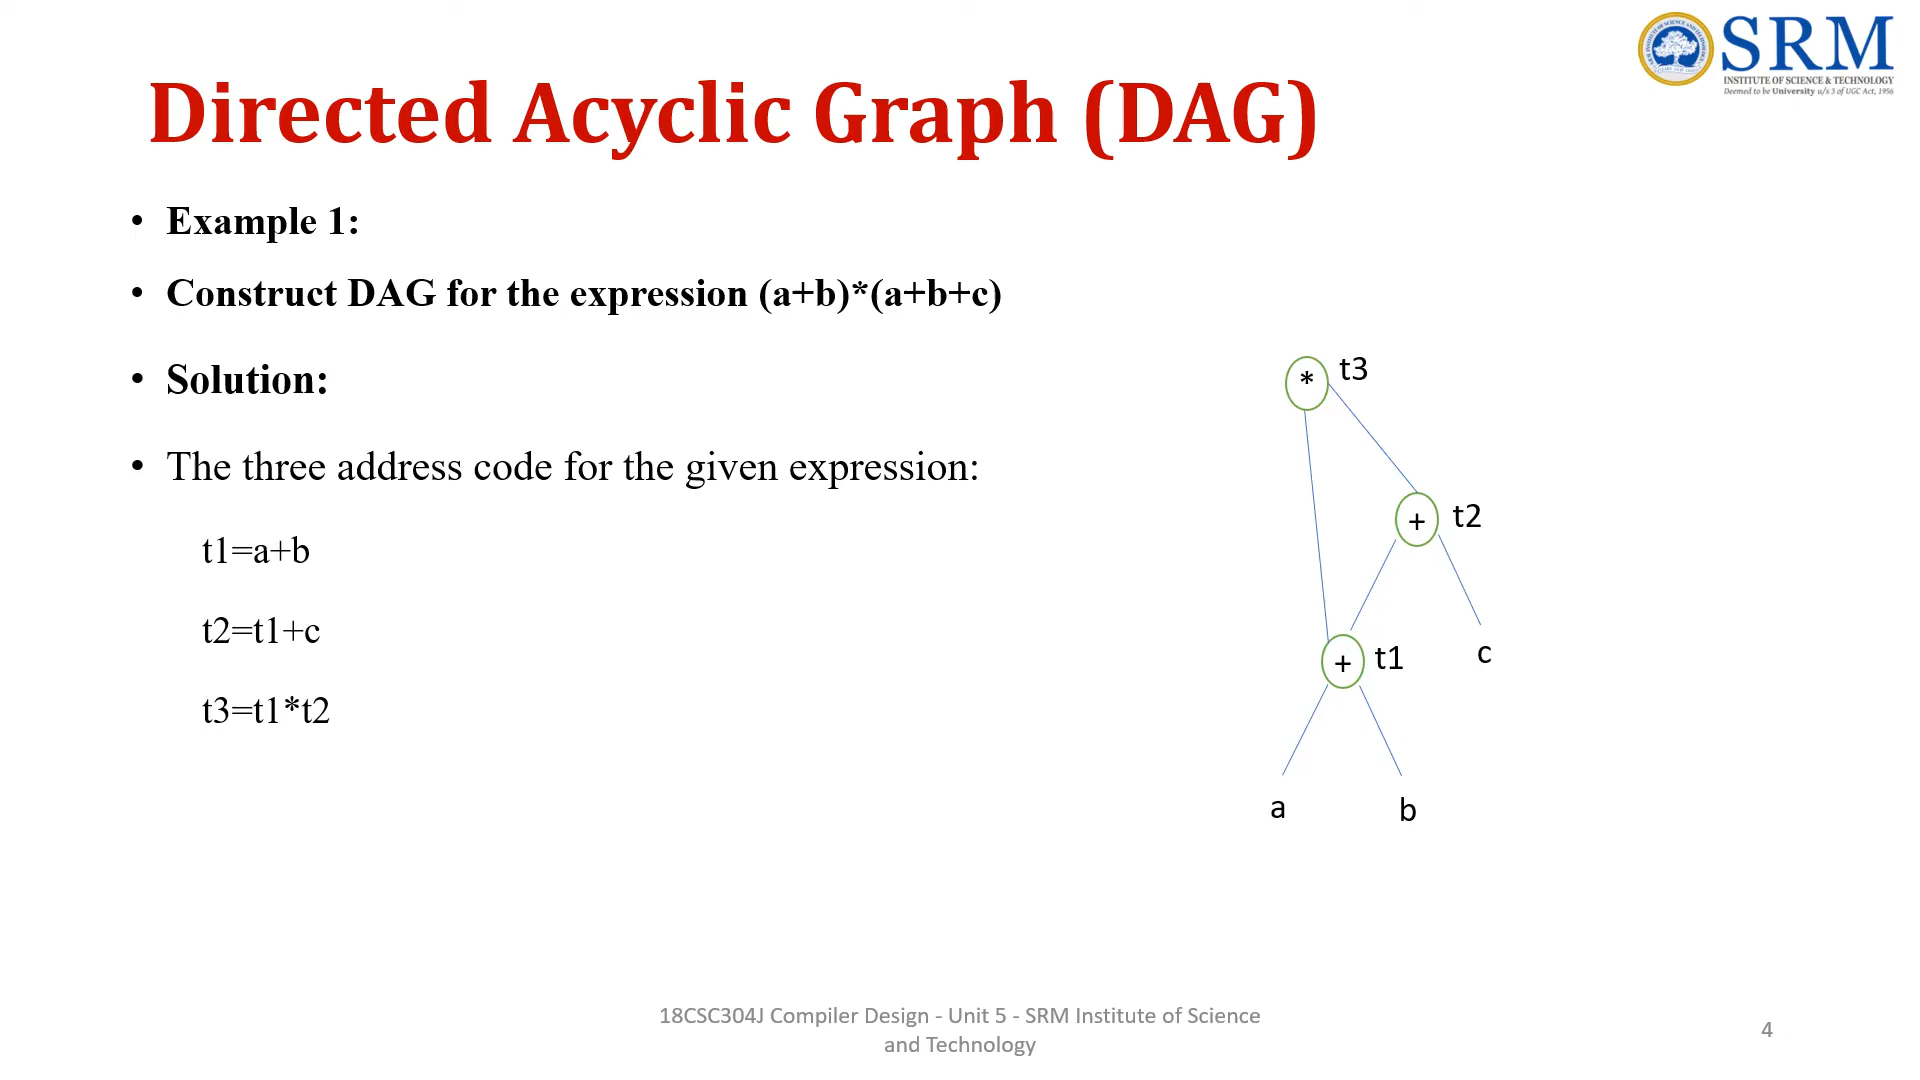 SRM
INSTITUTE OF SCIENCE & TECHNOLOGY
Deemed to be University u/s 3 of UGC Act, 1956
Directed Acyclic Graph (DAG)
• Example 1:
• Construct DAG for the expression (a+b)*(a+b+c)
• Solution:
• The three address code for the given expression:
t1=a+b
t2=t1+c
t3=t1*t2
* t3
+ t2
+ t1
c
a
b
18CSC304J Compiler Design - Unit 5 - SRM Institute of Science
and Technology
4